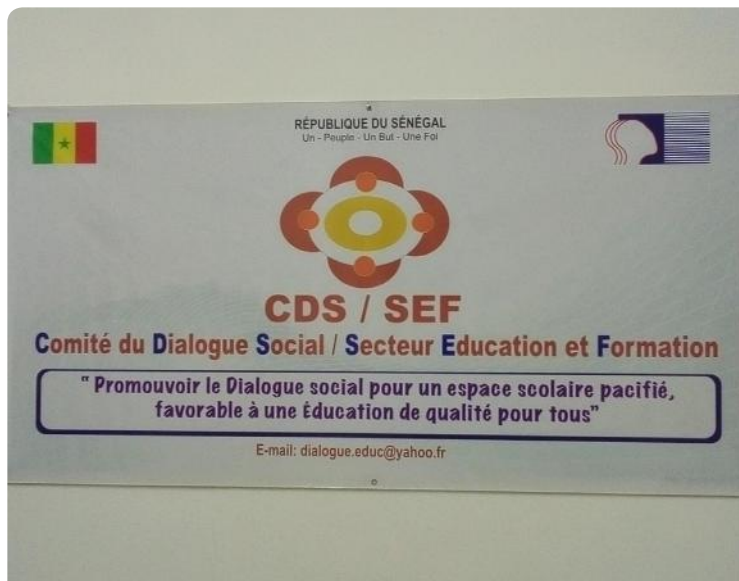 RÉPUBLIQUE DU SÉNÉGAL
Un - Peuple - Un But - Une Foi
CDS / SEF
Comité du Dialogue Social / Secteur Education et Formation
" Promouvoir le Dialogue social pour un espace scolaire pacifié,
favorable à une Éducation de qualité pour tous"
E-mail: dialogue.educ@yahoo.fr